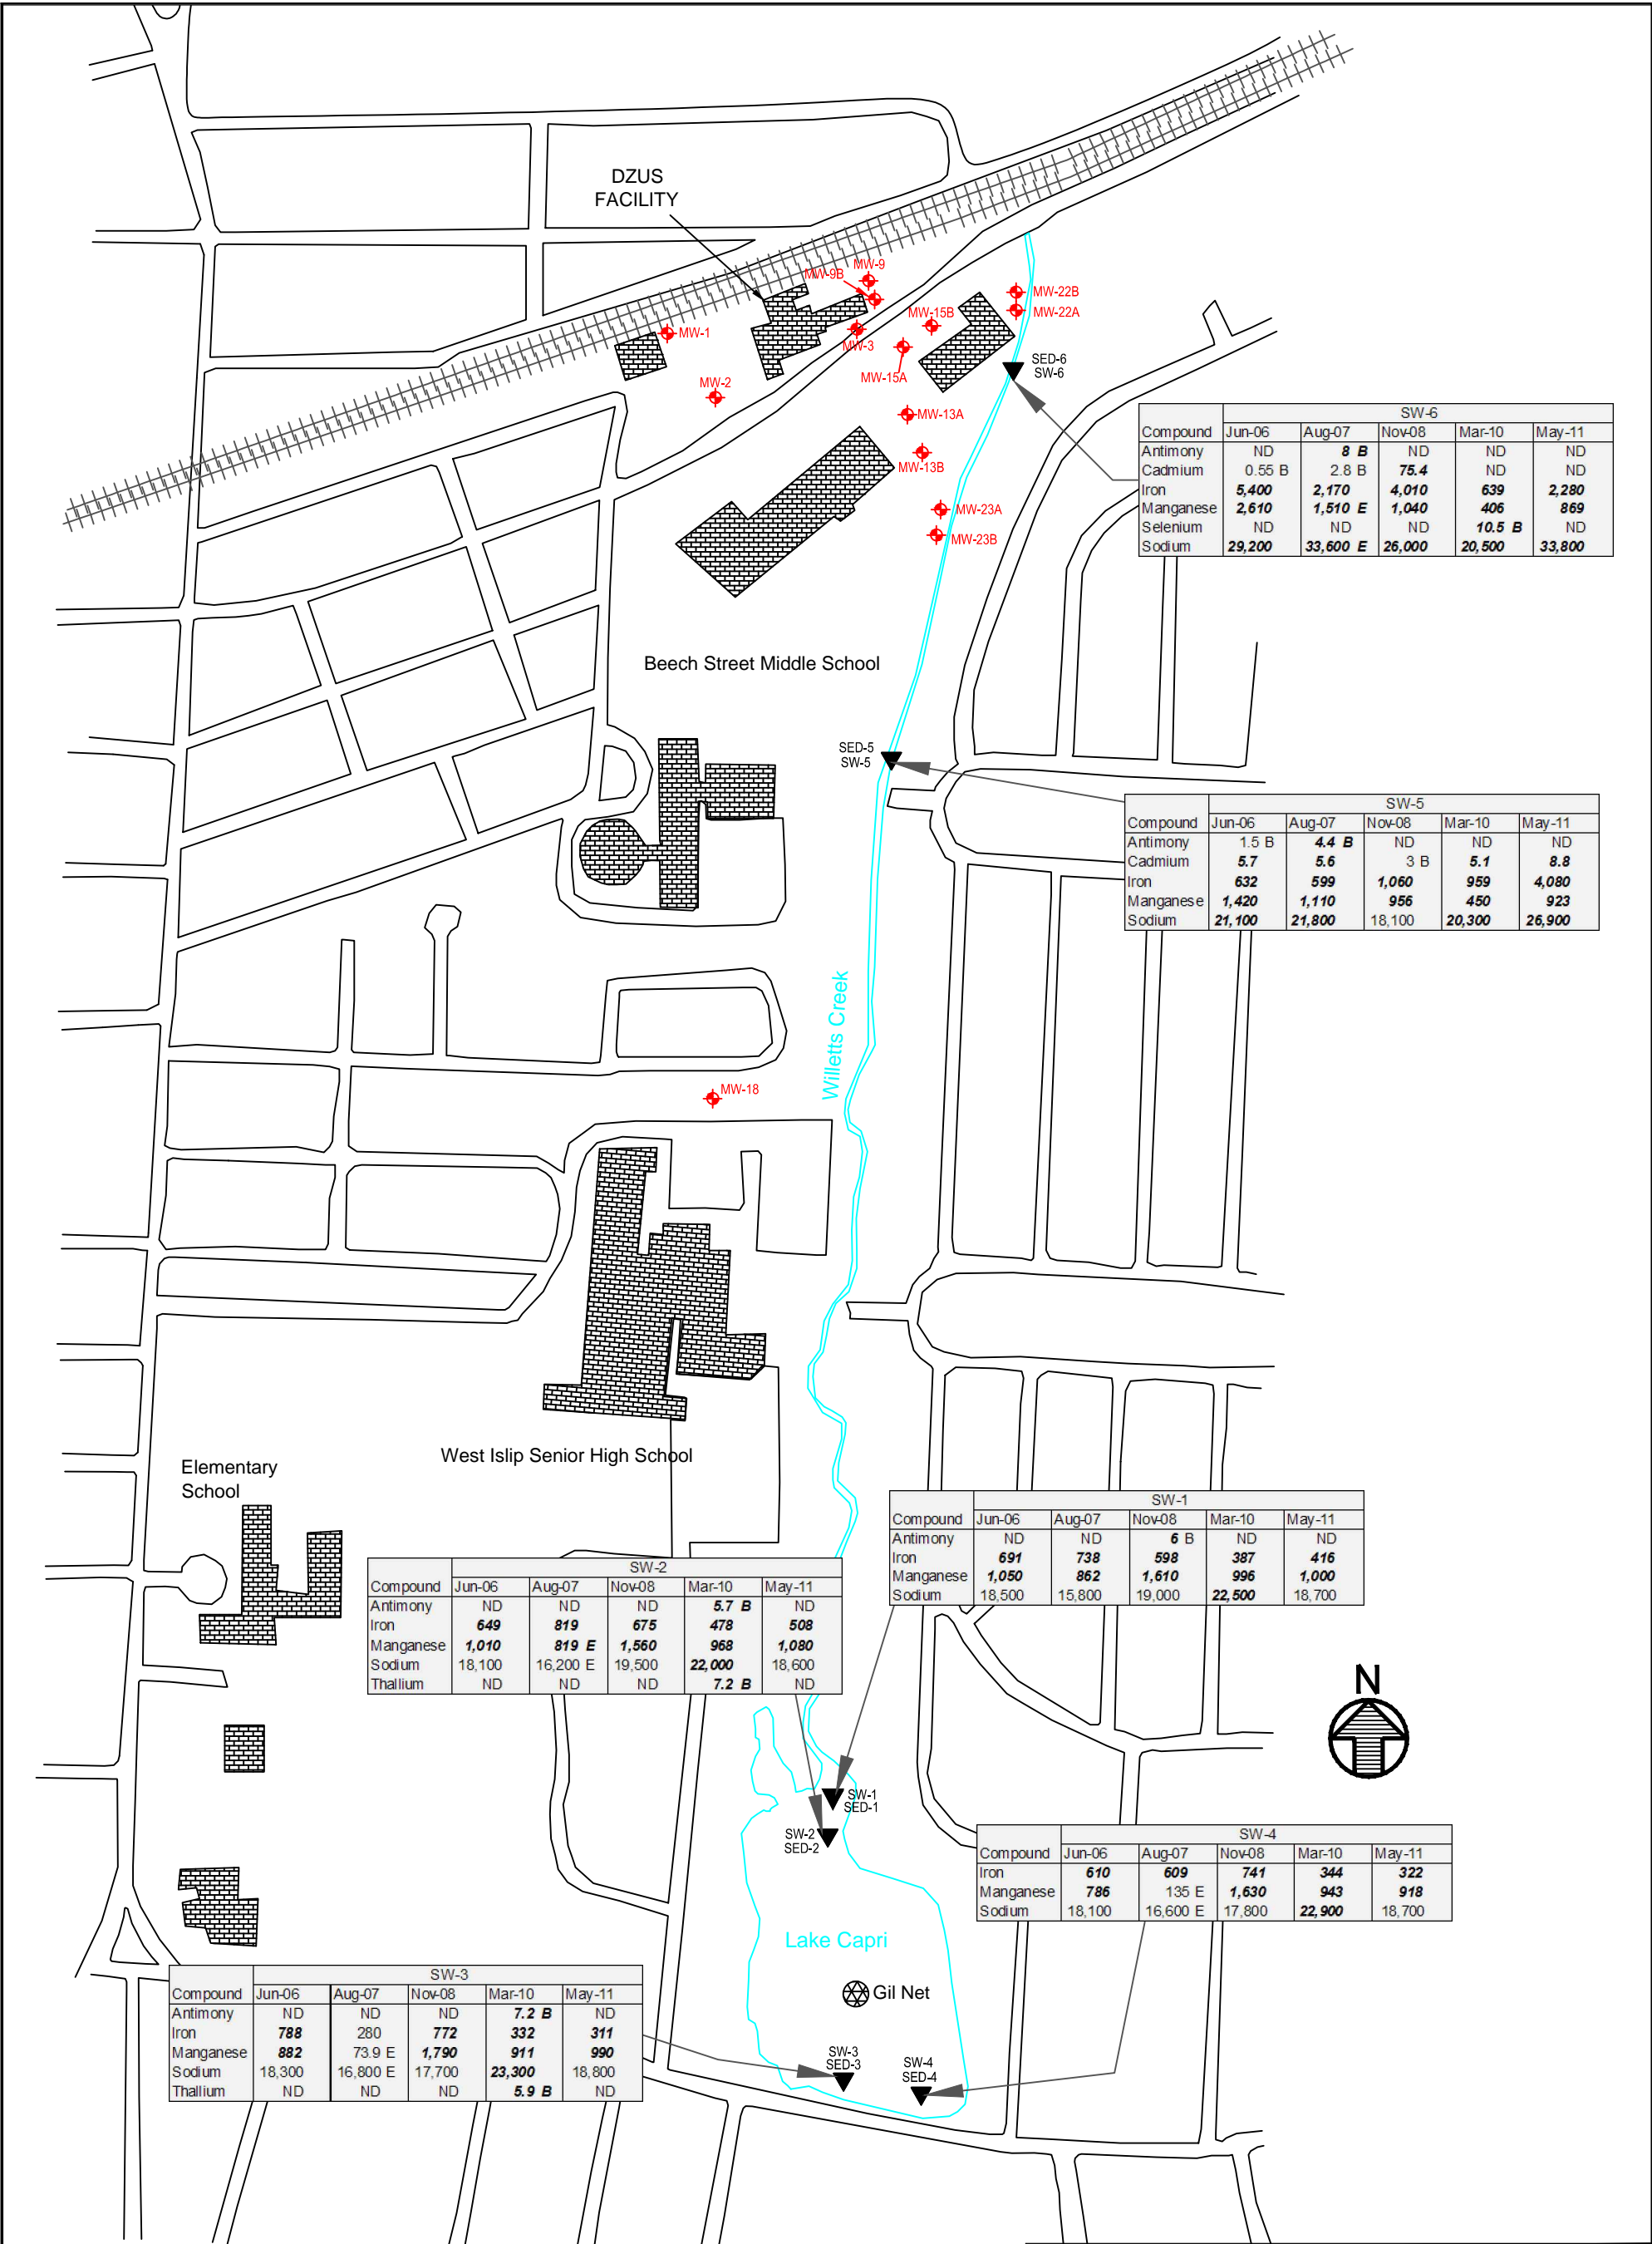 DZUS
FACILITY
MW-9
MW-9B
MW-22B
MW-22A
MW-15B
MW-1
MW-3
SED-6
SW-6
MW-15A
MW-2
MW-13A
MW-13B
MW-23A
MW-23B
SW-6
Compound Jun-06 Aug-07 Nov-08 Mar-10 May-11
Antimony ND 8 B ND ND ND
Cadmium 0.55 B 2.8 B 75.4 ND ND
Iron 5,400 2,170 4,010 639 2,280
Manganese 2,610 1,510 E 1,040 406 869
Selenium ND ND ND 10.5 B ND
Sodium 29,200 33,600 E 26,000 20,500 33,800
Beech Street Middle School
SED-5
SW-5
SW-5
Compound Jun-06 Aug-07 Nov-08 Mar-10 May-11
Antimony 1.5 B 4.4 B ND ND ND
Cadmium 5.7 5.6 3 B 5.1 8.8
Iron 632 599 1,060 959 4,080
Manganese 1,420 1,110 956 450 923
Sodium 21,100 21,800 18,100 20,300 26,900
Willetts Creek
MW-18
West Islip Senior High School
Elementary
School
SW-1
Compound Jun-06 Aug-07 Nov-08 Mar-10 May-11
Antimony ND ND 6 B ND ND
Iron 691 738 598 387 416
Manganese 1,050 862 1,610 996 1,000
Sodium 18,500 15,800 19,000 22,500 18,700
SW-2
Compound Jun-06 Aug-07 Nov-08 Mar-10 May-11
Antimony ND ND ND 5.7 B ND
Iron 649 819 675 478 508
Manganese 1,010 819 E 1,560 968 1,080
Sodium 18,100 16,200 E 19,500 22,000 18,600
Thallium ND ND ND 7.2 B ND
N
SW-1
SED-1
SW-2
SED-2
SW-4
Compound Jun-06 Aug-07 Nov-08 Mar-10 May-11
Iron 610 609 741 344 322
Manganese 786 135 E 1,630 943 918
Sodium 18,100 16,600 E 17,800 22,900 18,700
Lake Capri
Gil Net
SW-3
Compound Jun-06 Aug-07 Nov-08 Mar-10 May-11
Antimony ND ND ND 7.2 B ND
Iron 788 280 772 332 311
Manganese 882 73.9 E 1,790 911 990
Sodium 18,300 16,800 E 17,700 23,300 18,800
Thallium ND ND ND 5.9 B ND
SW-3
SED-3
SW-4
SED-4